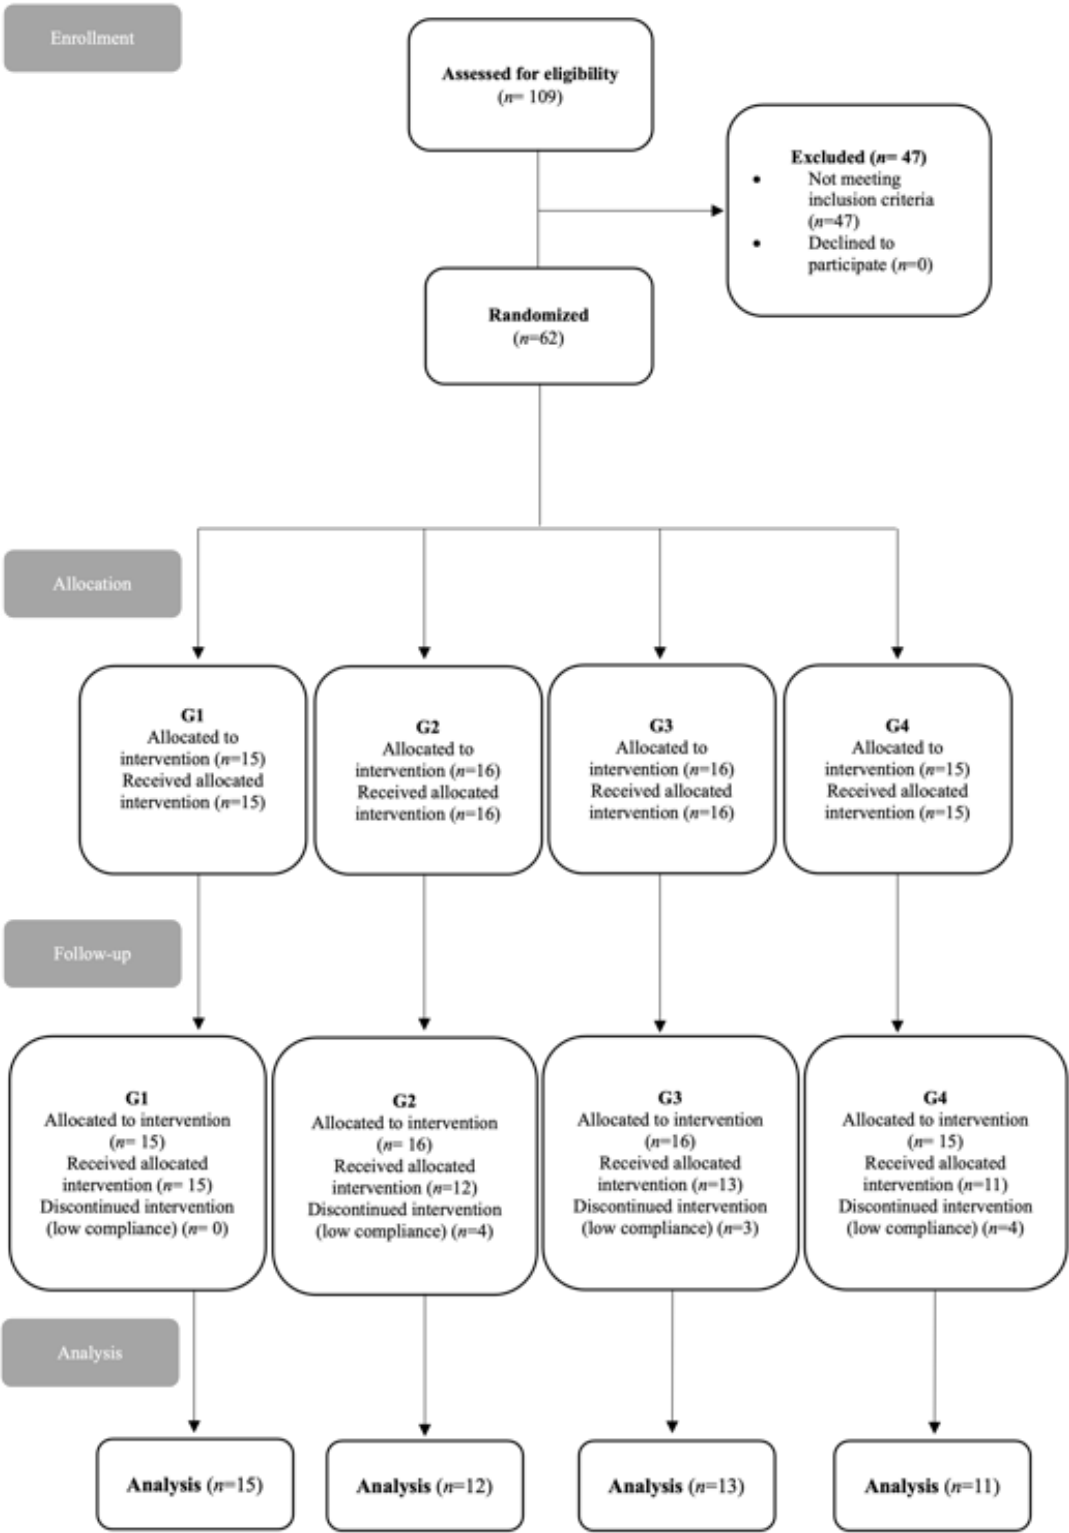 Enrollment
Assessed for eligibility
(n= 109)
Excluded (n= 47)
• Not meeting
inclusion criteria
(n=47)
• Declined to
participate (n=0)
Randomized
(n=62)
Allocation
G1
Allocated to
intervention (n=15)
Received allocated
intervention (n=15)
G2
Allocated to
intervention (n=16)
Received allocated
intervention (n=16)
G3
Allocated to
intervention (n=16)
Received allocated
intervention (n=16)
G4
Allocated to
intervention (n=15)
Received allocated
intervention (n=15)
Follow-up
G1
Allocated to intervention
(n= 15)
Received allocated
intervention (n= 15)
Discontinued intervention
(low compliance) (n= 0)
G2
Allocated to intervention
(n= 16)
Received allocated
intervention (n=12)
Discontinued intervention
(low compliance) (n=4)
G3
Allocated to intervention
(n=16)
Received allocated
intervention (n=13)
Discontinued intervention
(low compliance) (n=3)
G4
Allocated to intervention
(n= 15)
Received allocated
intervention (n=11)
Discontinued intervention
(low compliance) (n=4)
Analysis
Analysis (n=15)
Analysis (n=12)
Analysis (n=13)
Analysis (n=11)